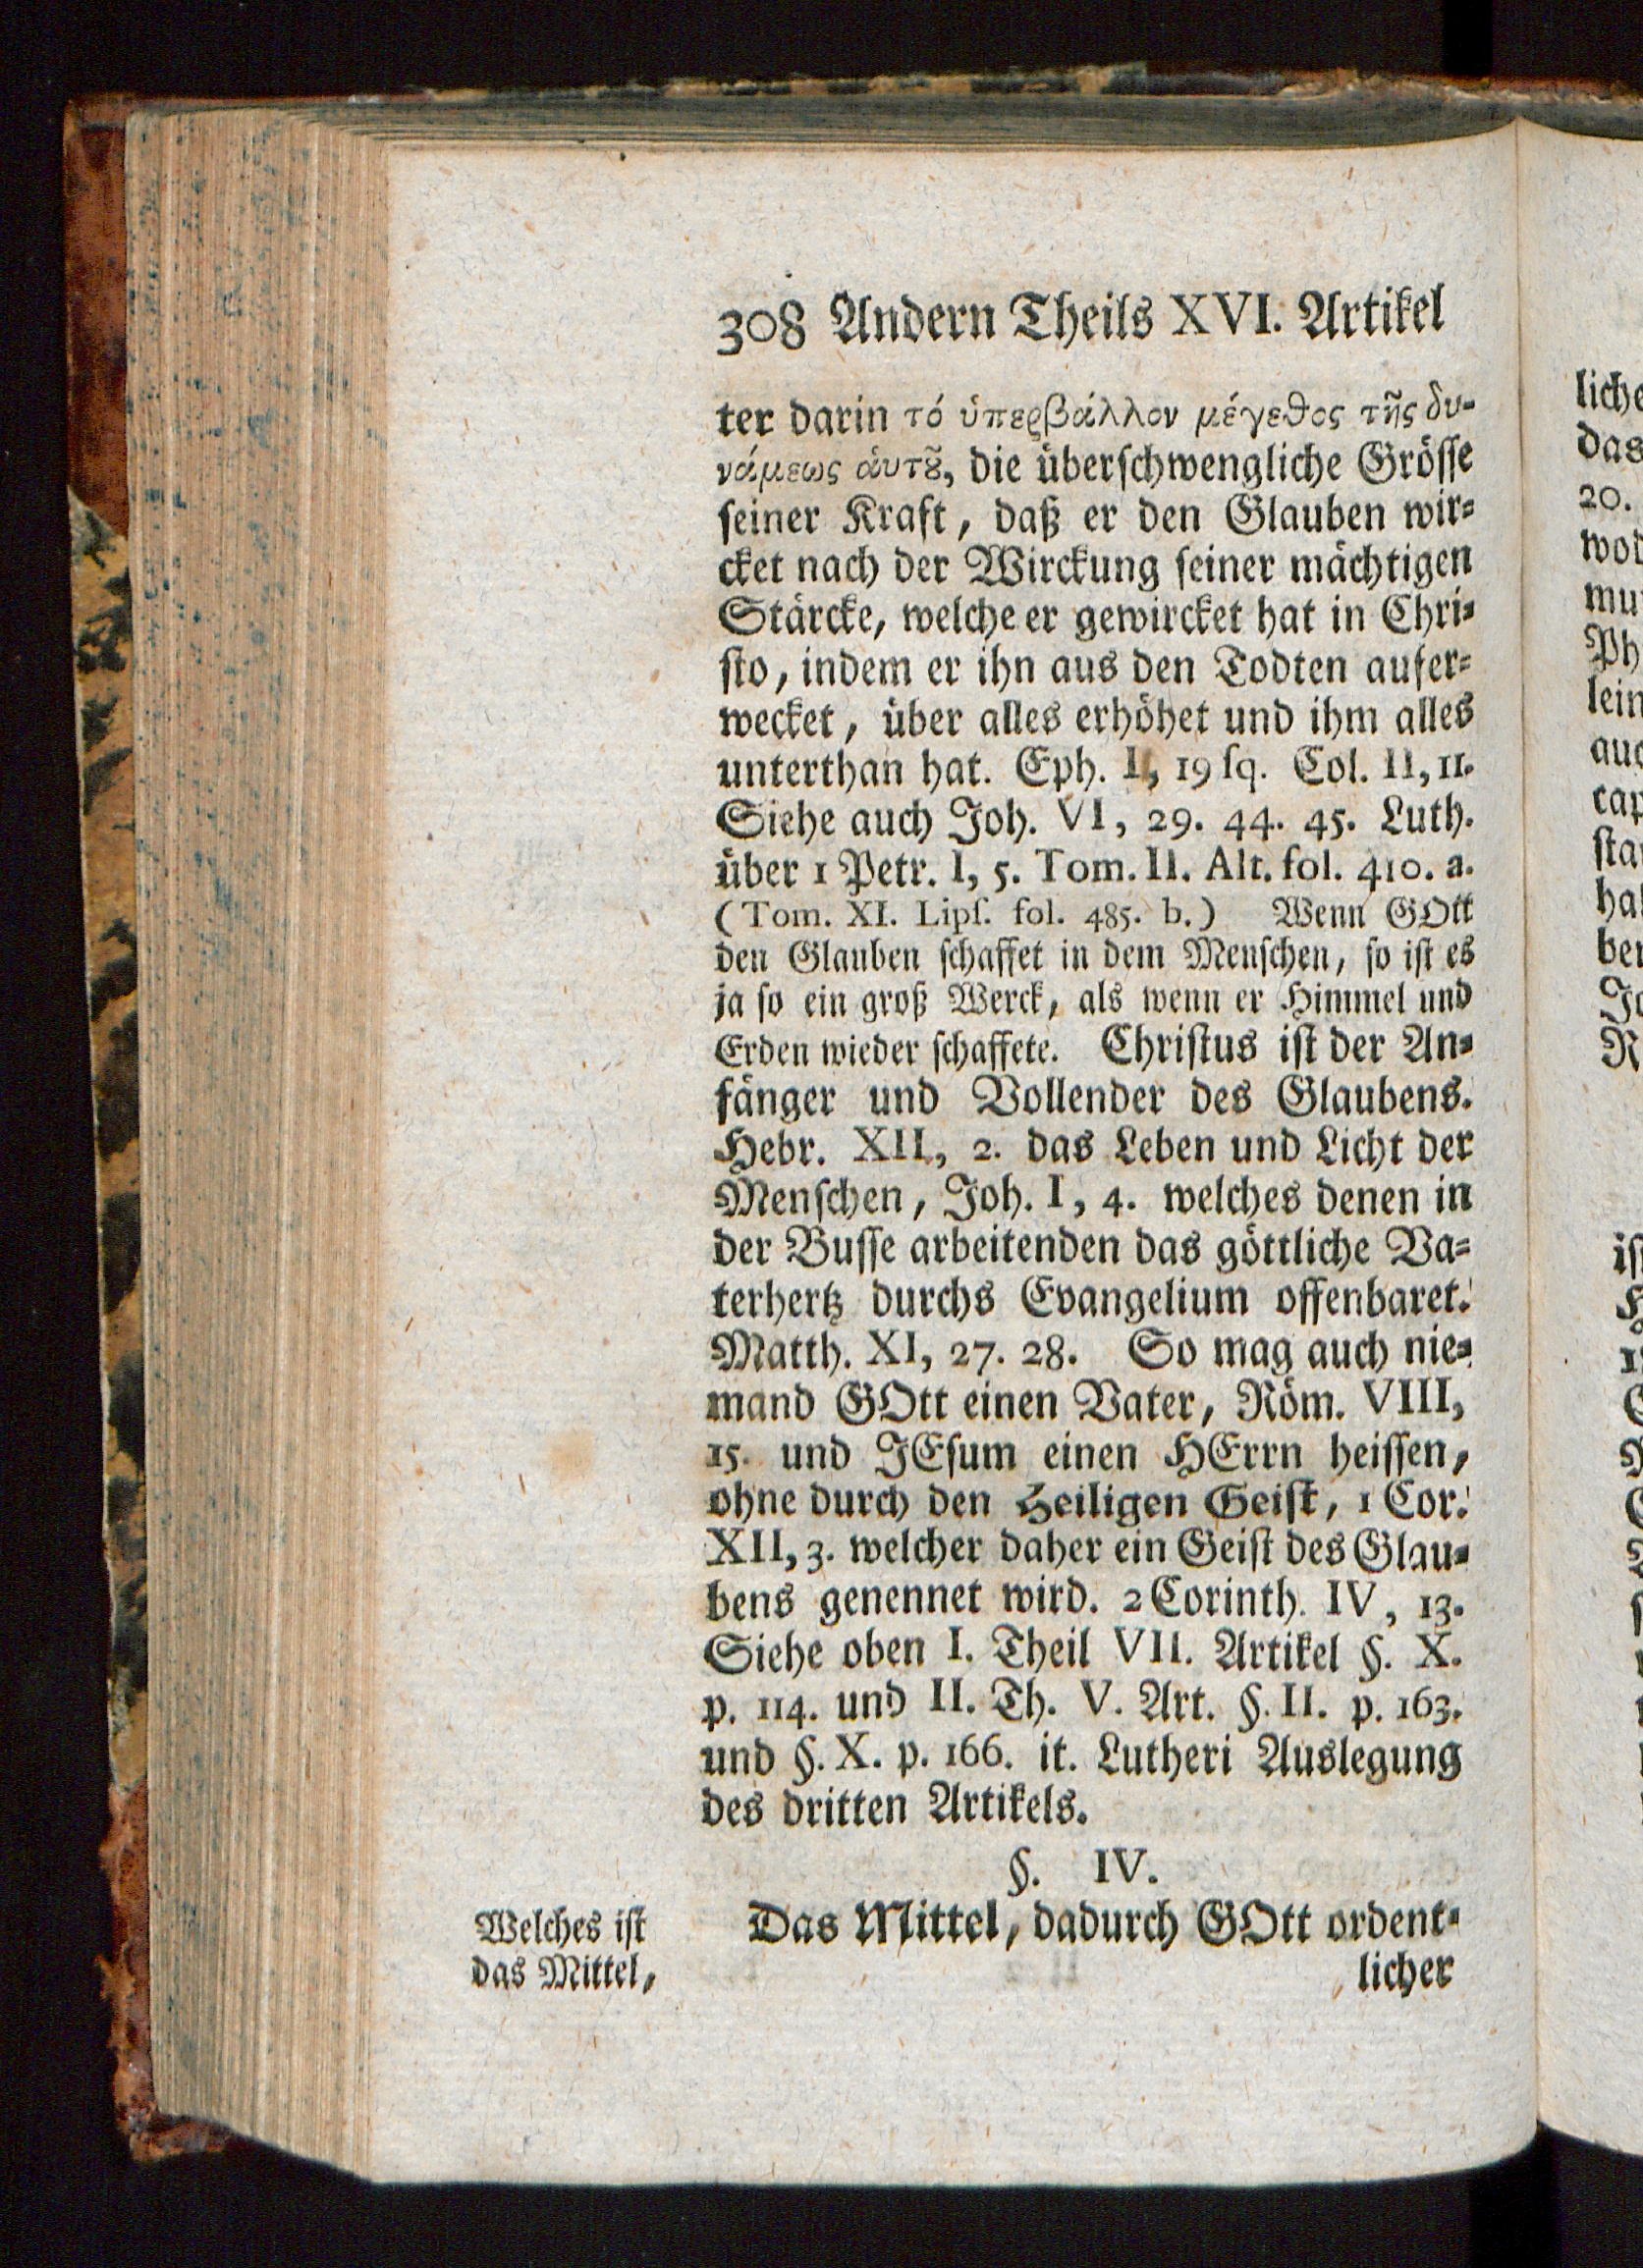 308 Andern Theils XVI. Artikel
ter darin τό ὑπερβάλλον μέγεθος τῆς δυ-
νάμεως ἀυτȣ͂, die überschwengliche Grösse
seiner Kraft, daß er den Glauben wir-
cket nach der Wirckung seiner mächtigen
Stärcke, welche er gewircket hat in Chri-
sto, indem er ihn aus den Todten aufer-
wecket, über alles erhöhet und ihm alles
unterthan hat. Eph. I, 19 sq. Col. II, 11.
Siehe auch Joh. VI, 29. 44. 45. Luth.
über 1 Petr. I, 5. Tom. II. Alt. fol. 410. a.
(Tom. XI. Lips. fol. 485. b.) Wenn GOtt
den Glauben schaffet in dem Menschen, so ist es
ja so ein groß Werck, als wenn er Himmel und
Erden wieder schaffete. Christus ist der An-
fänger und Vollender des Glaubens.
Hebr. XII, 2. das Leben und Licht der
Menschen, Joh. I, 4. welches denen in
der Busse arbeitenden das göttliche Va-
terhertz durchs Evangelium offenbaret.
Matth. XI, 27. 28. So mag auch nie-
mand GOtt einen Vater, Röm. VIII,
15. und JEsum einen HErrn heissen,
ohne durch den Heiligen Geist, 1 Cor.
XII, 3. welcher daher ein Geist des Glau-
bens genennet wird. 2 Corinth. IV, 13.
Siehe oben I. Theil VII. Artikel §. X.
p. 114. und II. Th. V. Art. §. II. p. 163.
und §. X. p. 166. it. Lutheri Auslegung
des dritten Artikels.
§. IV.
Welches ist
das Mittel,
Das Mittel, dadurch GOtt ordent-
licher